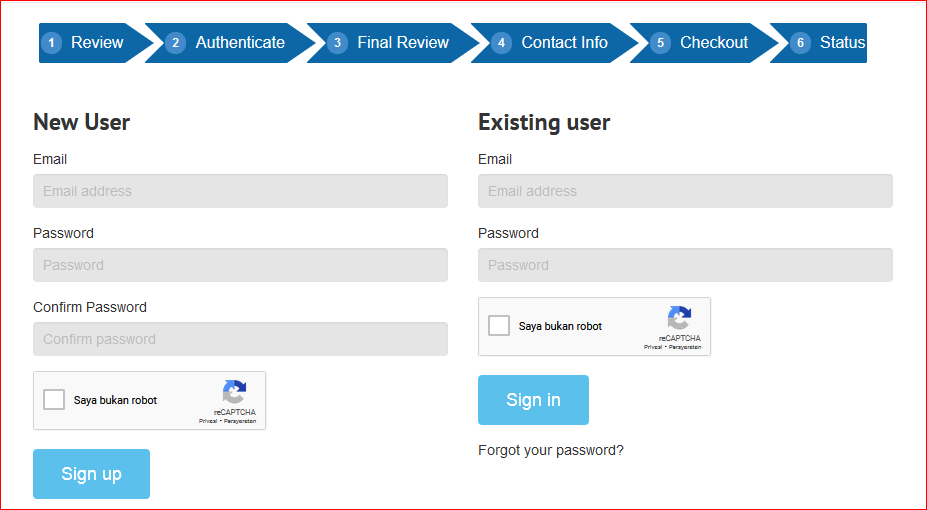 1 Review 2 Authenticate 3 Final Review 4 Contact Info 5 Checkout 6 Status
New User
Email
Email address
Password
Password
Confirm Password
Confirm password
Saya bukan robot
reCAPTCHA
Privasi - Persyaratan
Sign up
Existing user
Email
Email address
Password
Password
Saya bukan robot
reCAPTCHA
Privasi - Persyaratan
Sign in
Forgot your password?